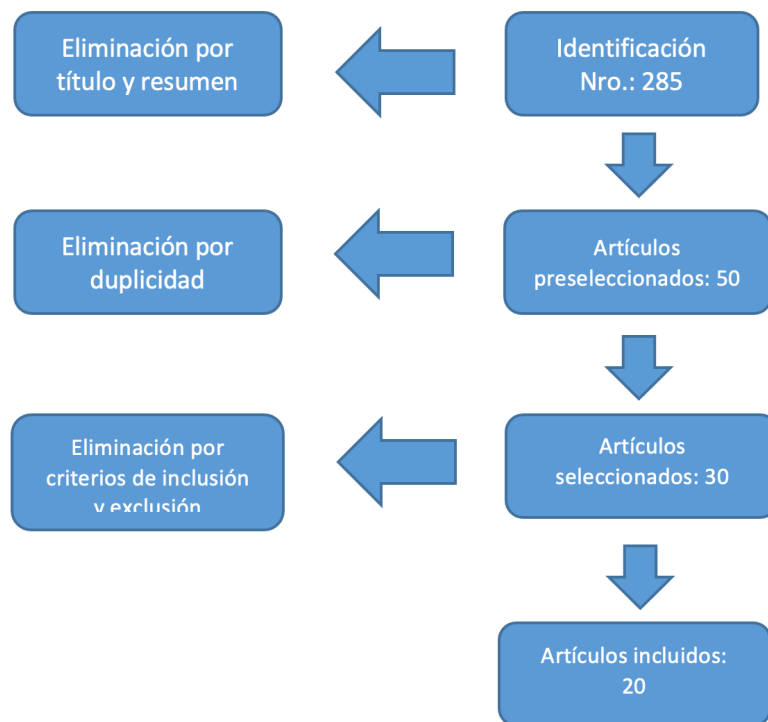 Eliminación por
título y resumen
Identificación
Nro.: 285
Eliminación por
duplicidad
Artículos
preseleccionados: 50
Eliminación por
criterios de inclusión
y exclusión
Artículos
seleccionados: 30
Artículos incluidos:
20